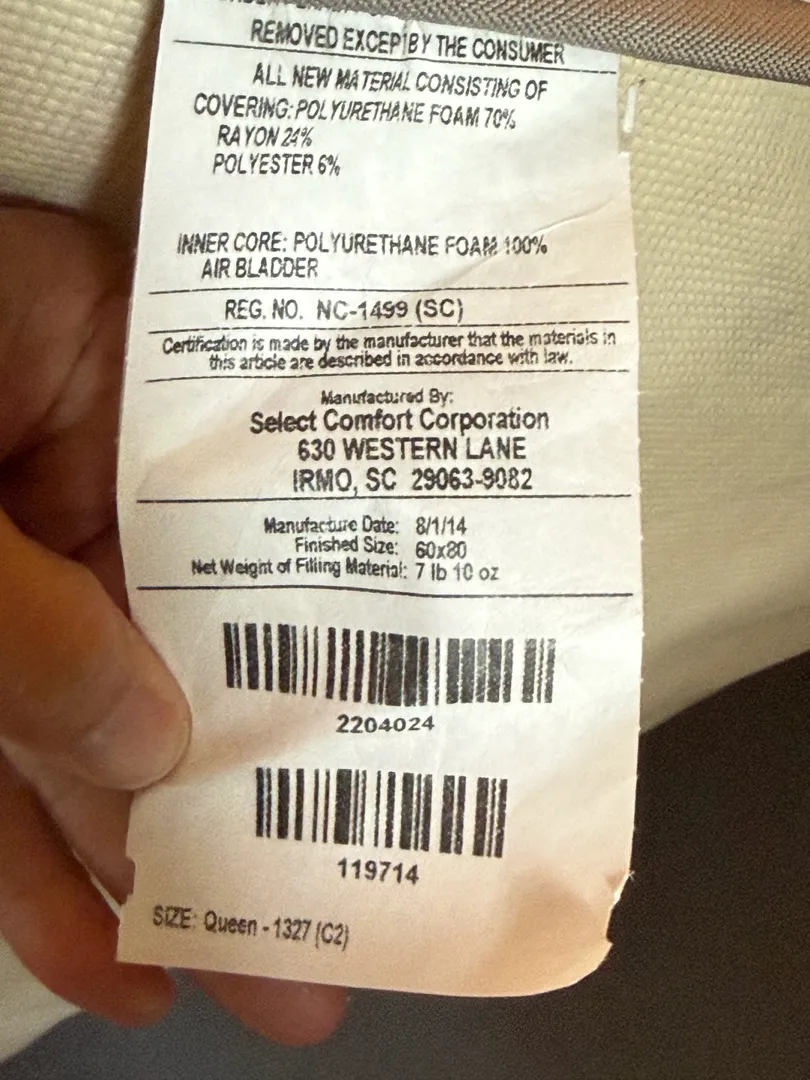 REMOVED EXCEPT BY THE CONSUMER
ALL NEW MATERIAL CONSISTING OF
COVERING: POLYURETHANE FOAM 70%
RAYON 24%
POLYESTER 6%
INNER CORE: POLYURETHANE FOAM 100%
AIR BLADDER
REG. NO. NC-1499 (SC)
Certification is made by the manufacturer that the materials in
this article are described in accordance with law.
Manufactured By:
Select Comfort Corporation
630 WESTERN LANE
IRMO, SC 29063-9082
Manufacture Date: 8/1/14
Finished Size: 60x80
Net Weight of Filling Material: 7 lb 10 oz
2204024
119714
SIZE: Queen - 1327 (C2)